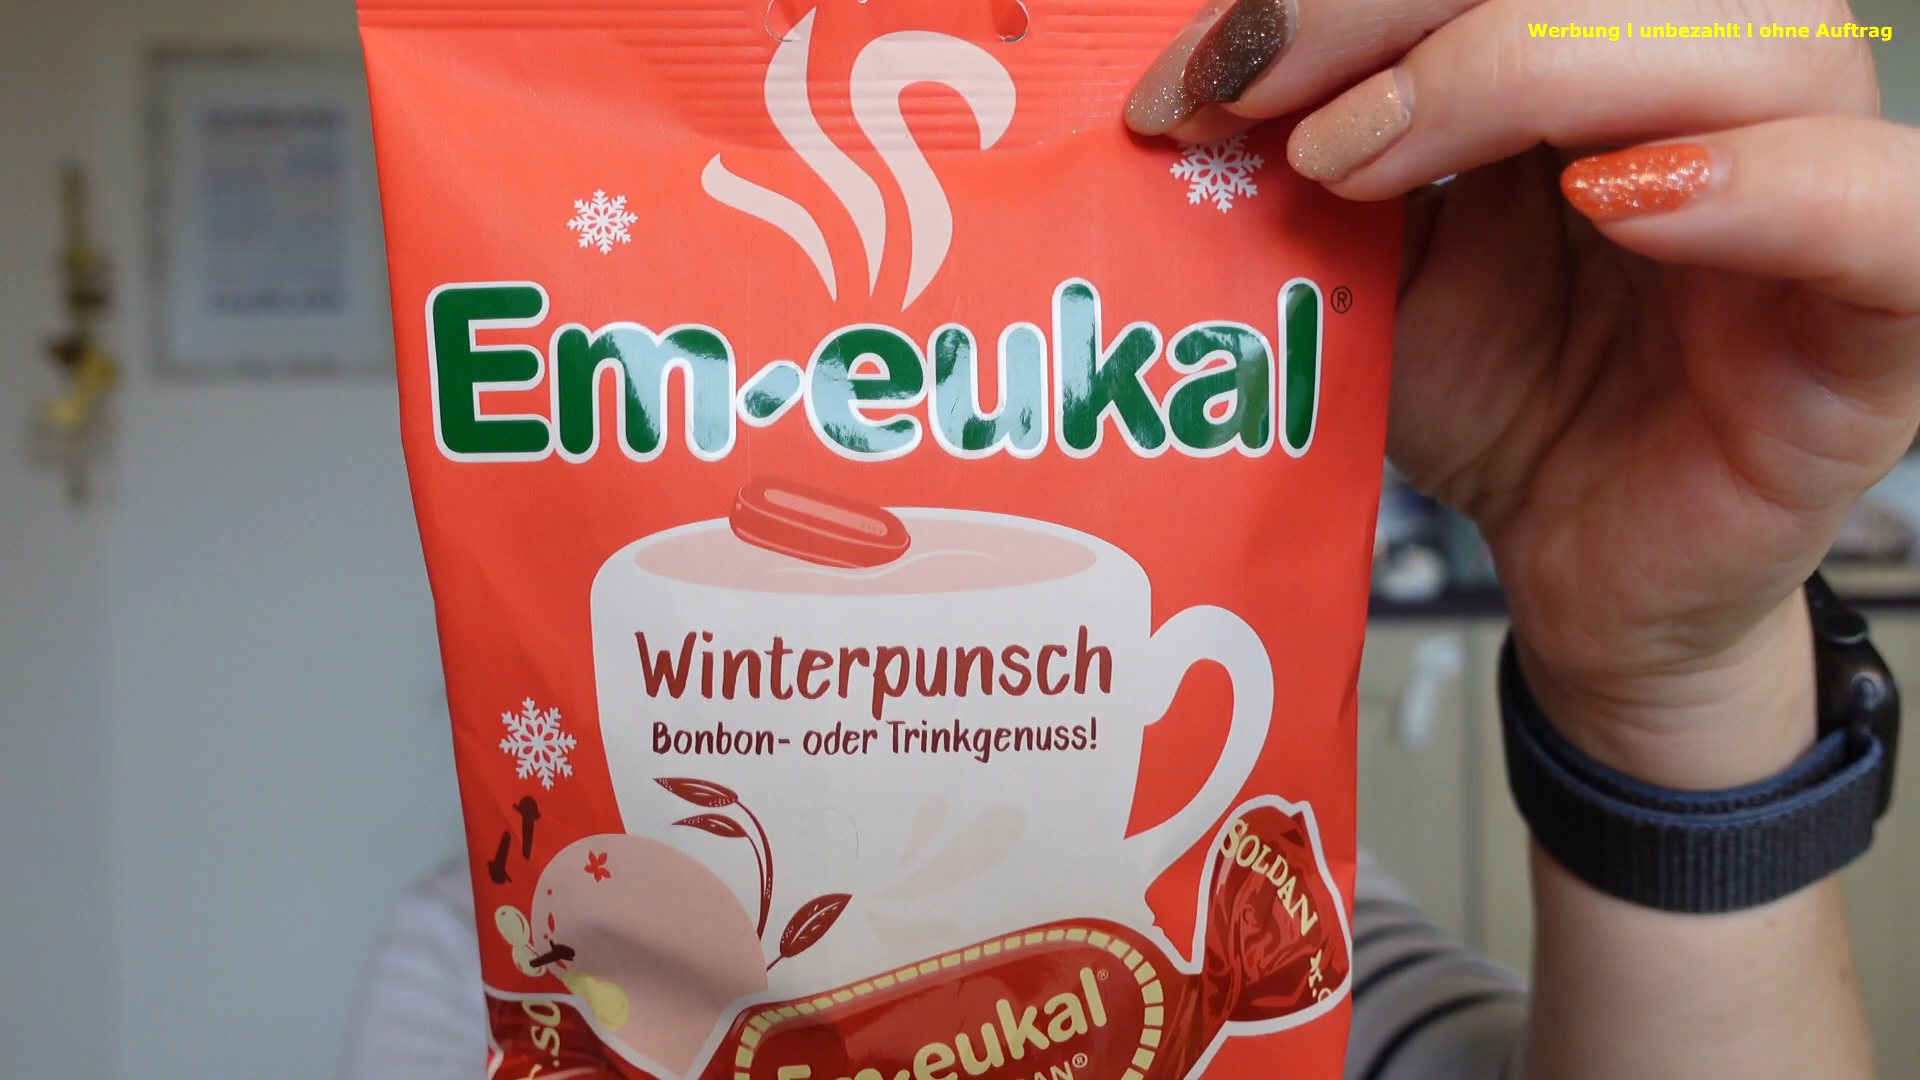 Werbung l unbezahlt l ohne Auftrag
Em-eukal®
Winterpunsch
Bonbon- oder Trinkgenuss!
SOLDAN
Em-eukal®